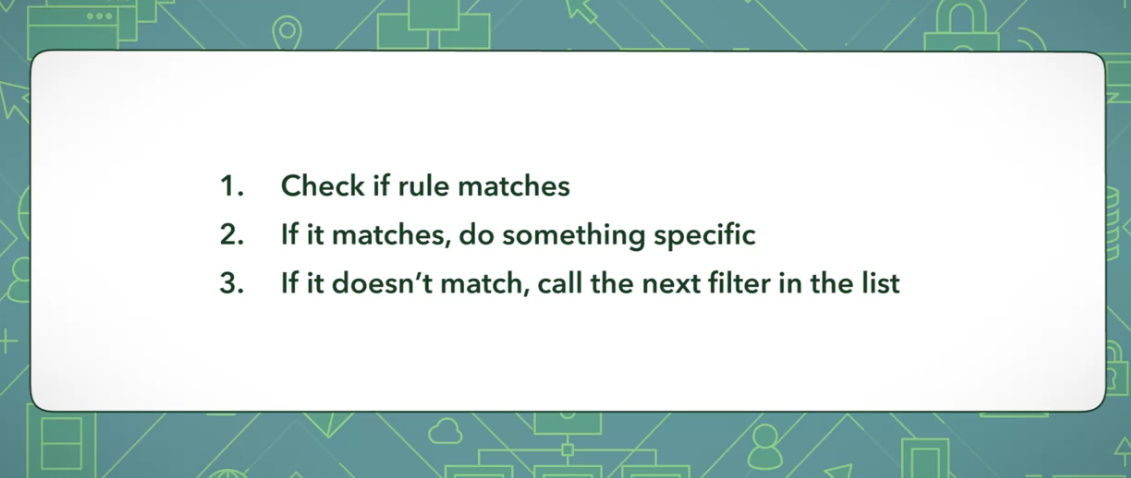 1. Check if rule matches
2. If it matches, do something specific
3. If it doesn’t match, call the next filter in the list